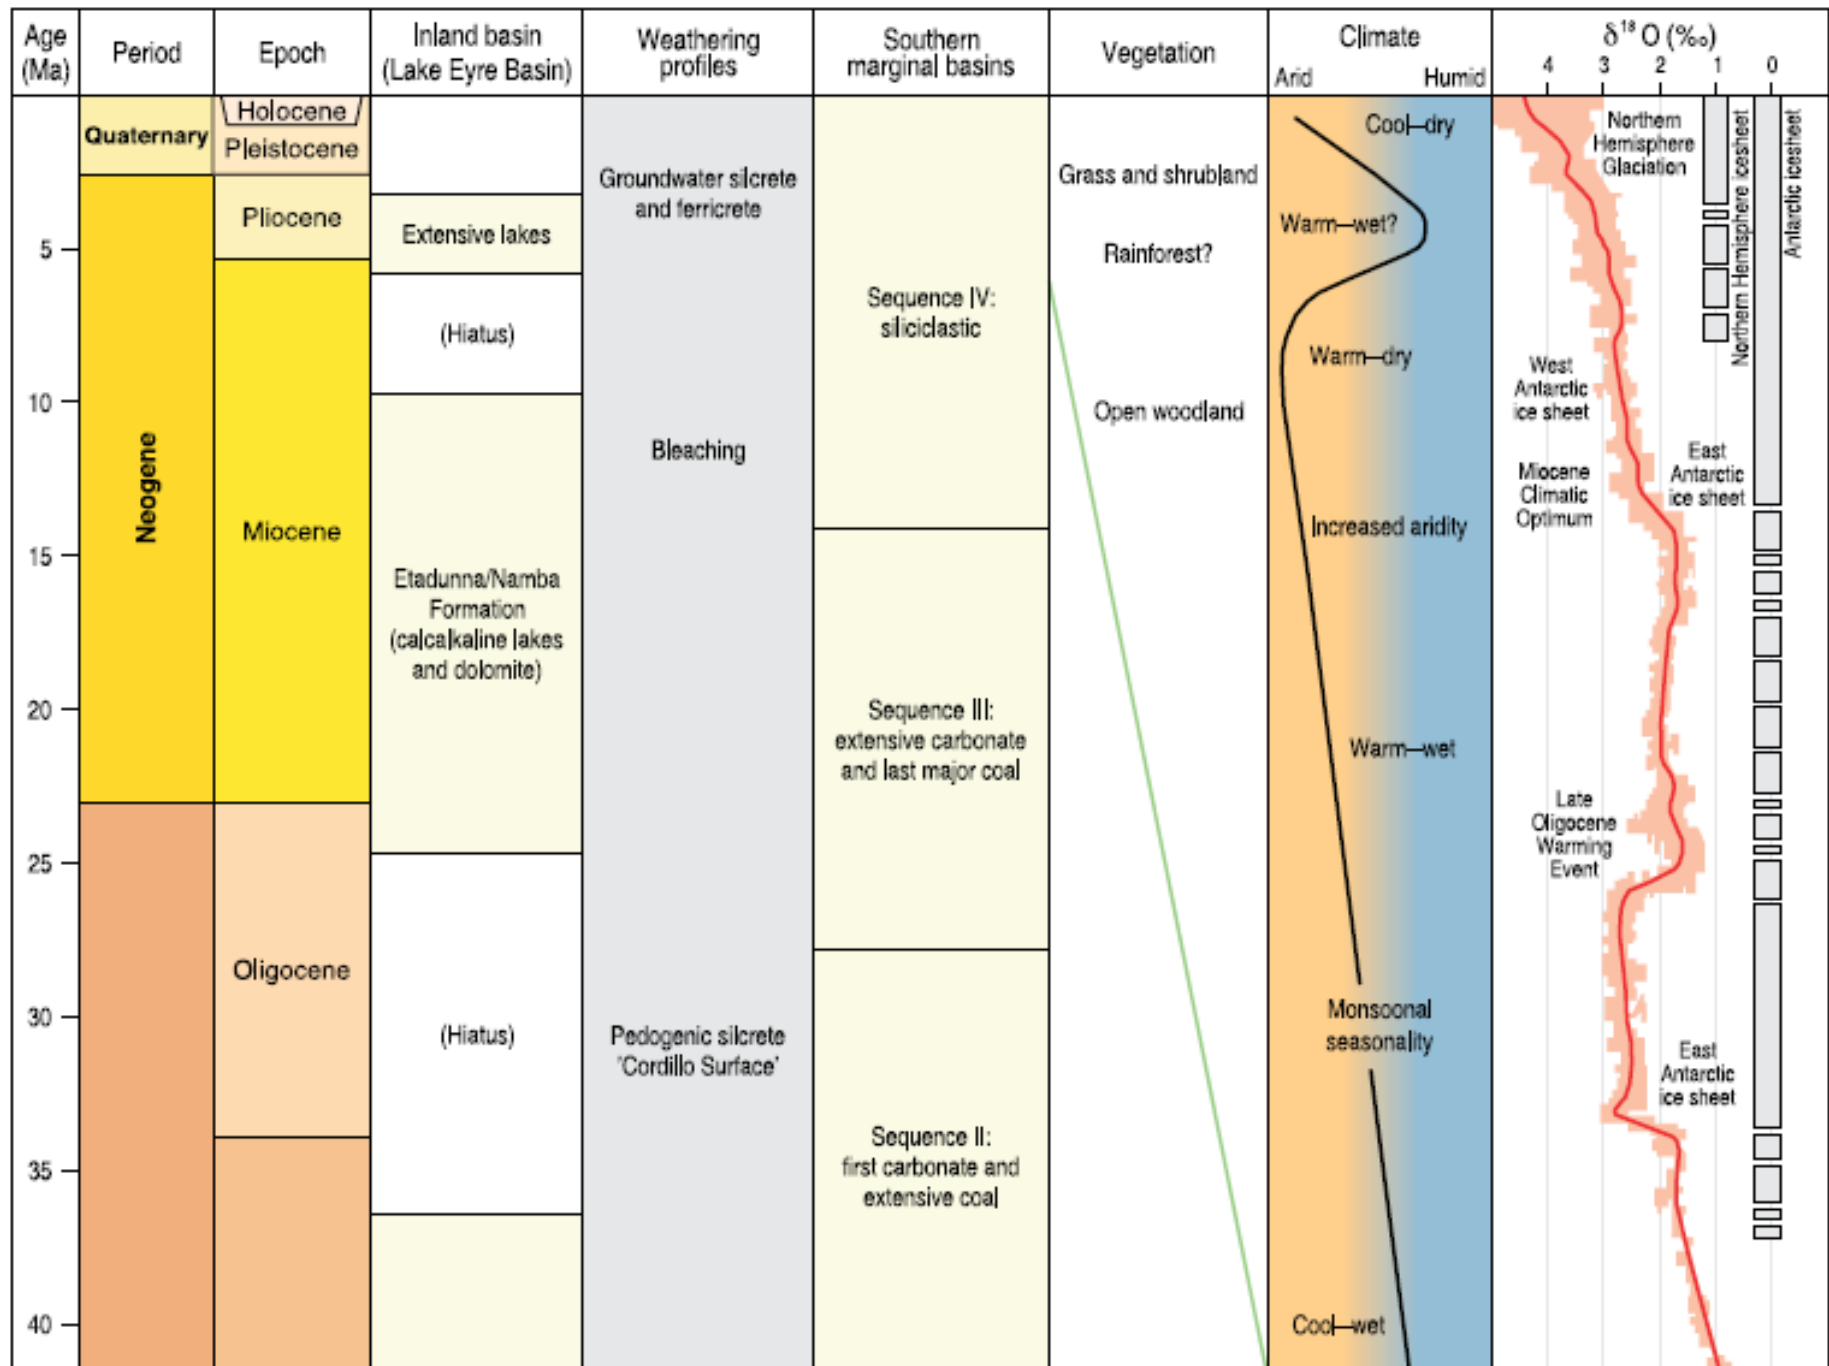 Age
(Ma)
Period
Epoch
Inland basin
(Lake Eyre Basin)
Weathering
profiles
Southern
marginal basins
Vegetation
Climate
Arid
Humid
δ¹⁸ O (‰)
4
3
2
1
0
5
10
15
20
25
30
35
40
Quaternary
Neogene
Holocene
Pleistocene
Pliocene
Miocene
Oligocene
Extensive lakes
(Hiatus)
Etadunna/Namba
Formation
(calcalkaline lakes
and dolomite)
(Hiatus)
Groundwater silcrete
and ferricrete
Bleaching
Pedogenic silcrete
'Cordillo Surface'
Sequence IV:
siliciclastic
Sequence III:
extensive carbonate
and last major coal
Sequence II:
first carbonate and
extensive coal
Grass and shrubland
Rainforest?
Open woodland
Cool–dry
Warm–wet?
Warm–dry
Increased aridity
Warm–wet
Monsoonal
seasonality
Cool–wet
Northern
Hemisphere
Glaciation
Northern Hemisphere icesheet
Antarctic icesheet
West
Antarctic
ice sheet
East
Antarctic
ice sheet
Miocene
Climatic
Optimum
Late
Oligocene
Warming
Event
East
Antarctic
ice sheet